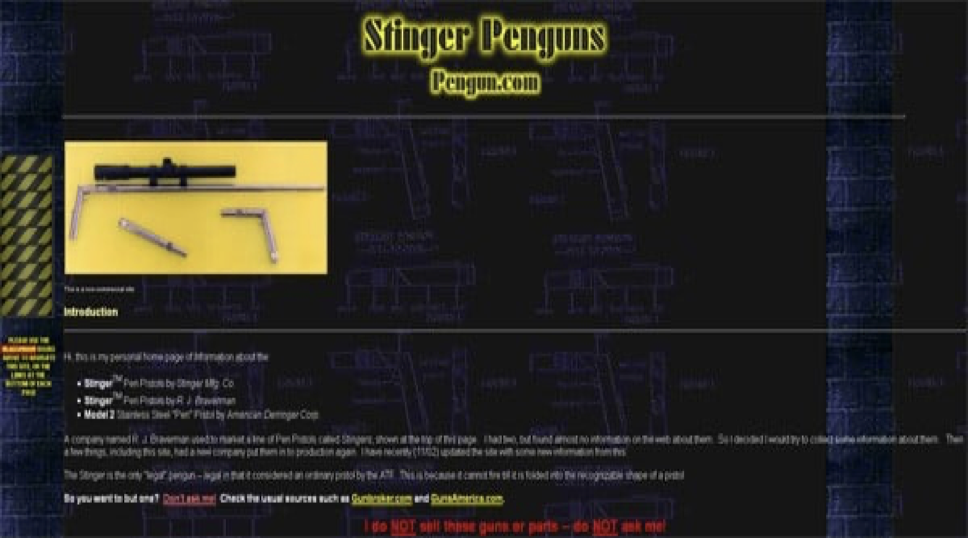 Stinger Penguns
Pengun.com
This is a non-commercial site
Introduction
PLEASE USE THE
NAVIGATION
ABOVE TO NAVIGATE
THIS SITE, OR THE
LINKS AT THE
BOTTOM OF EACH
PAGE
Hi, this is my personal home page of information about the
Stinger™ Pen Pistols by Stinger Mfg. Co.
Stinger™ Pen Pistols by R. J. Braverman
Model 2 Stainless Steel "Pen" Pistol by American Derringer Corp.
A company named R. J. Braverman used to market a line of Pen Pistols called Stingers, shown at the top of this page. I had two, but found almost no information on the web about them. So I decided I would try to collect some information about them. Then
a few things, including this site, had a new company put them in to production again. I have recently (11/02) updated the site with some new information from this
The Stinger is the only "legal" pengun -- legal in that it considered an ordinary pistol by the ATF. This is because it cannot fire till it is folded into the recognizable shape of a pistol
So you want to but one? Don't ask me! Check the usual sources such as Gunbroker.com and GunsAmerica.com.
I do NOT sell these guns or parts -- do NOT ask me!